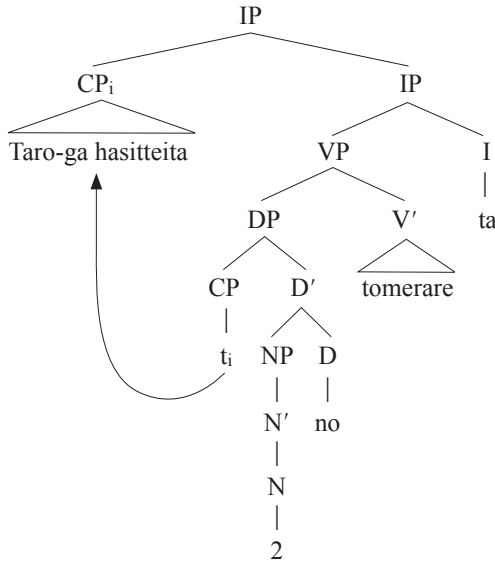 IP
CPi IP
Taro-ga hasitteita VP I
DP V′ ta
CP D′ tomerare
ti NP D
N′ no
N
2